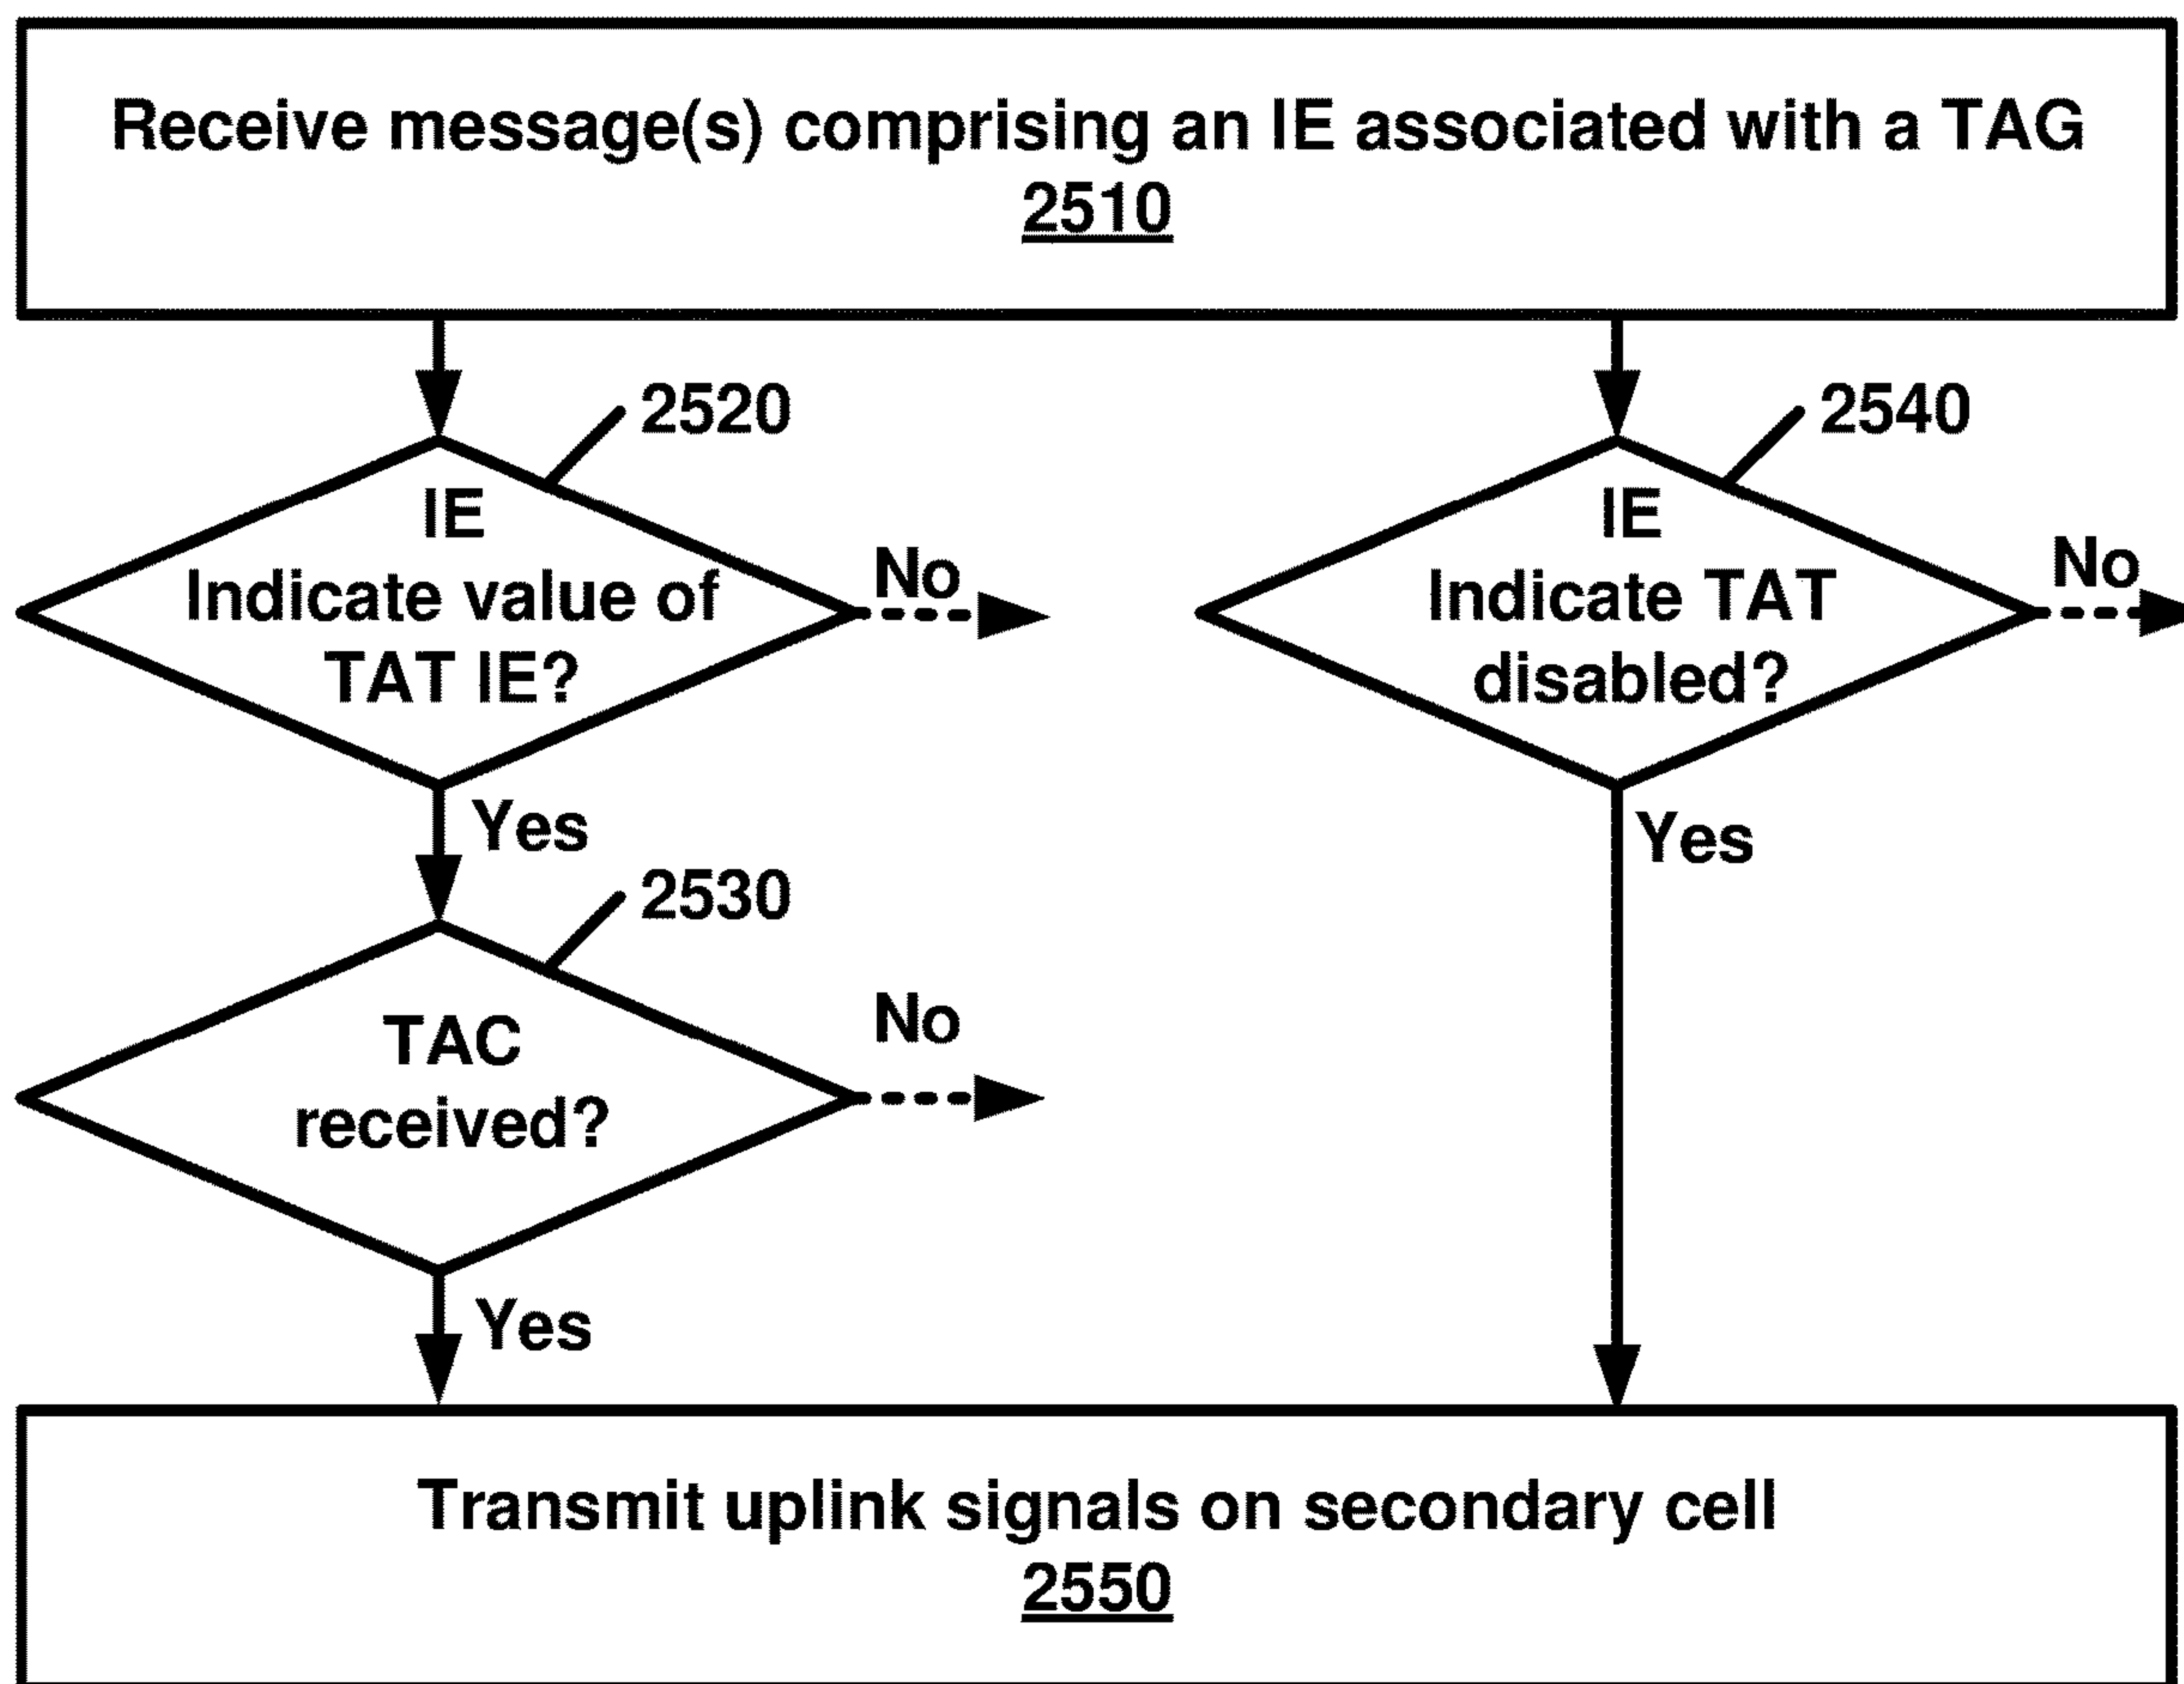 Receive message(s) comprising an IE associated with a TAG
2510
2520
IE
Indicate value of
TAT IE?
No
Yes
2540
IE
Indicate TAT
disabled?
No
Yes
2530
TAC
received?
No
Yes
Transmit uplink signals on secondary cell
2550